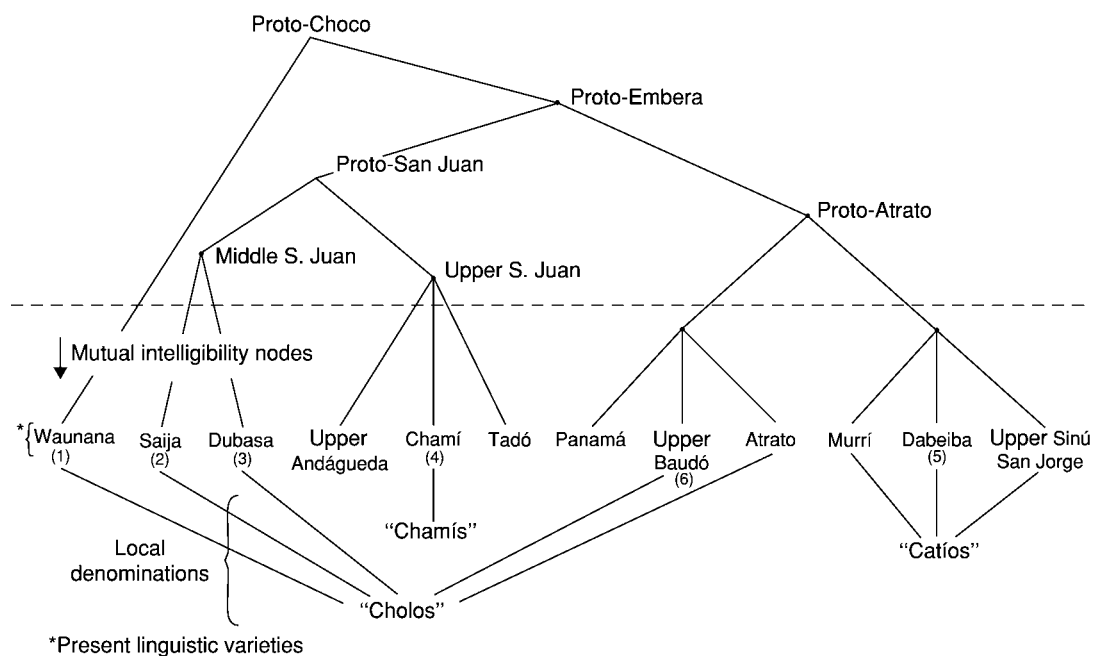 Proto-Choco
Proto-Embera
Proto-San Juan
Proto-Atrato
Middle S. Juan
Upper S. Juan
Mutual intelligibility nodes
*{Waunana
(1)
Saija
(2)
Dubasa
(3)
Upper
Andágueda
Chamí
(4)
Tadó
Panamá
Upper
Baudó
(6)
Atrato
Murrí
Dabeiba
(5)
Upper Sinú
San Jorge
"Chamís"
"Catíos"
Local
denominations
"Cholos"
*Present linguistic varieties